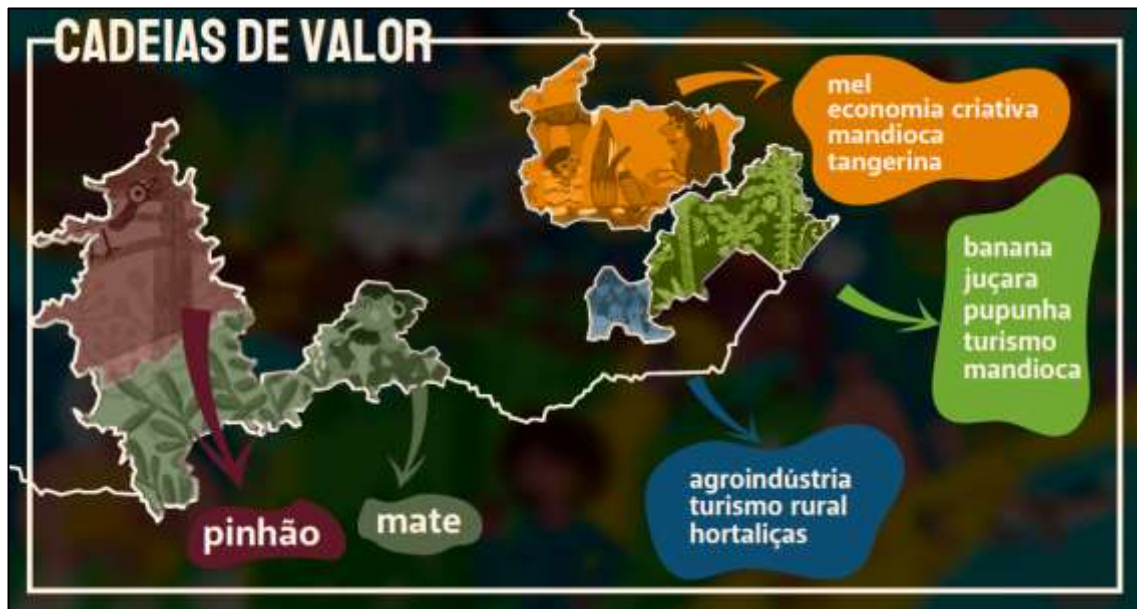 CADEIAS DE VALOR
mel
economia criativa
mandioca
tangerina
banana
juçara
pupunha
turismo
mandioca
agroindústria
turismo rural
hortaliças
pinhão
mate